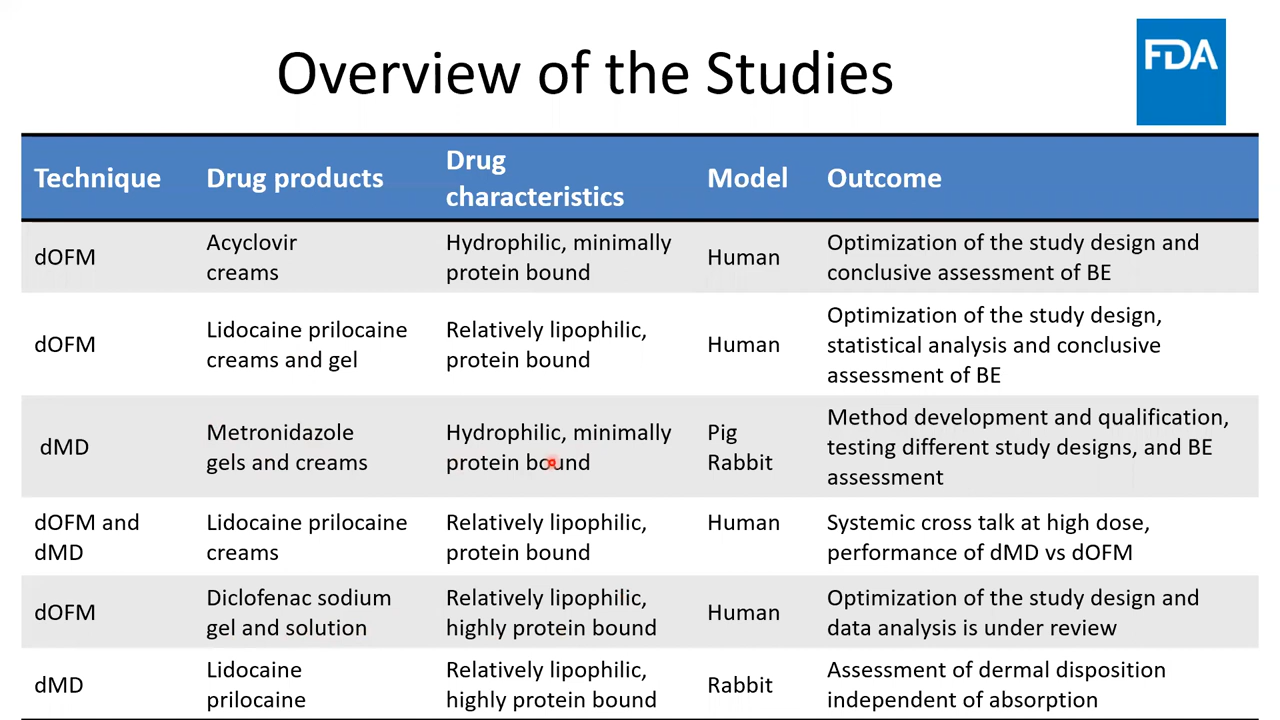 Overview of the Studies
FDA
Technique
Drug products
Drug
characteristics
Model
Outcome
dOFM
Acyclovir
creams
Hydrophilic, minimally
protein bound
Human
Optimization of the study design and
conclusive assessment of BE
dOFM
Lidocaine prilocaine
creams and gel
Relatively lipophilic,
protein bound
Human
Optimization of the study design,
statistical analysis and conclusive
assessment of BE
dMD
Metronidazole
gels and creams
Hydrophilic, minimally
protein bound
Pig
Rabbit
Method development and qualification,
testing different study designs, and BE
assessment
dOFM and
dMD
Lidocaine prilocaine
creams
Relatively lipophilic,
protein bound
Human
Systemic cross talk at high dose,
performance of dMD vs dOFM
dOFM
Diclofenac sodium
gel and solution
Relatively lipophilic,
highly protein bound
Human
Optimization of the study design and
data analysis is under review
dMD
Lidocaine
prilocaine
Relatively lipophilic,
highly protein bound
Rabbit
Assessment of dermal disposition
independent of absorption